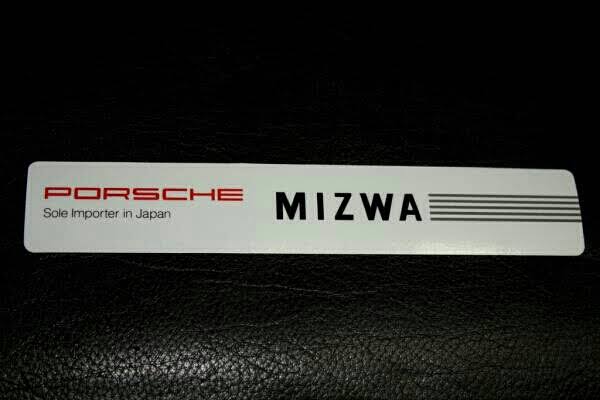 PORSCHE
Sole Importer in Japan
MIZWA